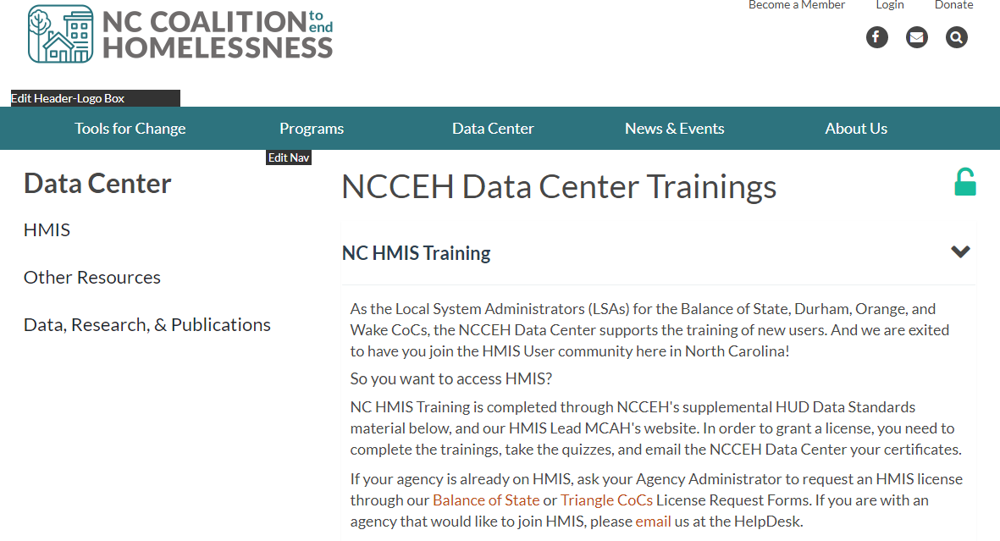 NC COALITION to end
HOMELESSNESS
Become a Member Login Donate
Edit Header-Logo Box
Tools for Change Programs Data Center News & Events About Us
Edit Nav
Data Center
HMIS
Other Resources
Data, Research, & Publications
NCCEH Data Center Trainings
NC HMIS Training
As the Local System Administrators (LSAs) for the Balance of State, Durham, Orange, and
Wake CoCs, the NCCEH Data Center supports the training of new users. And we are exited
to have you join the HMIS User community here in North Carolina!
So you want to access HMIS?
NC HMIS Training is completed through NCCEH's supplemental HUD Data Standards
material below, and our HMIS Lead MCAH's website. In order to grant a license, you need to
complete the trainings, take the quizzes, and email the NCCEH Data Center your certificates.
If your agency is already on HMIS, ask your Agency Administrator to request an HMIS license
through our Balance of State or Triangle CoCs License Request Forms. If you are with an
agency that would like to join HMIS, please email us at the HelpDesk.